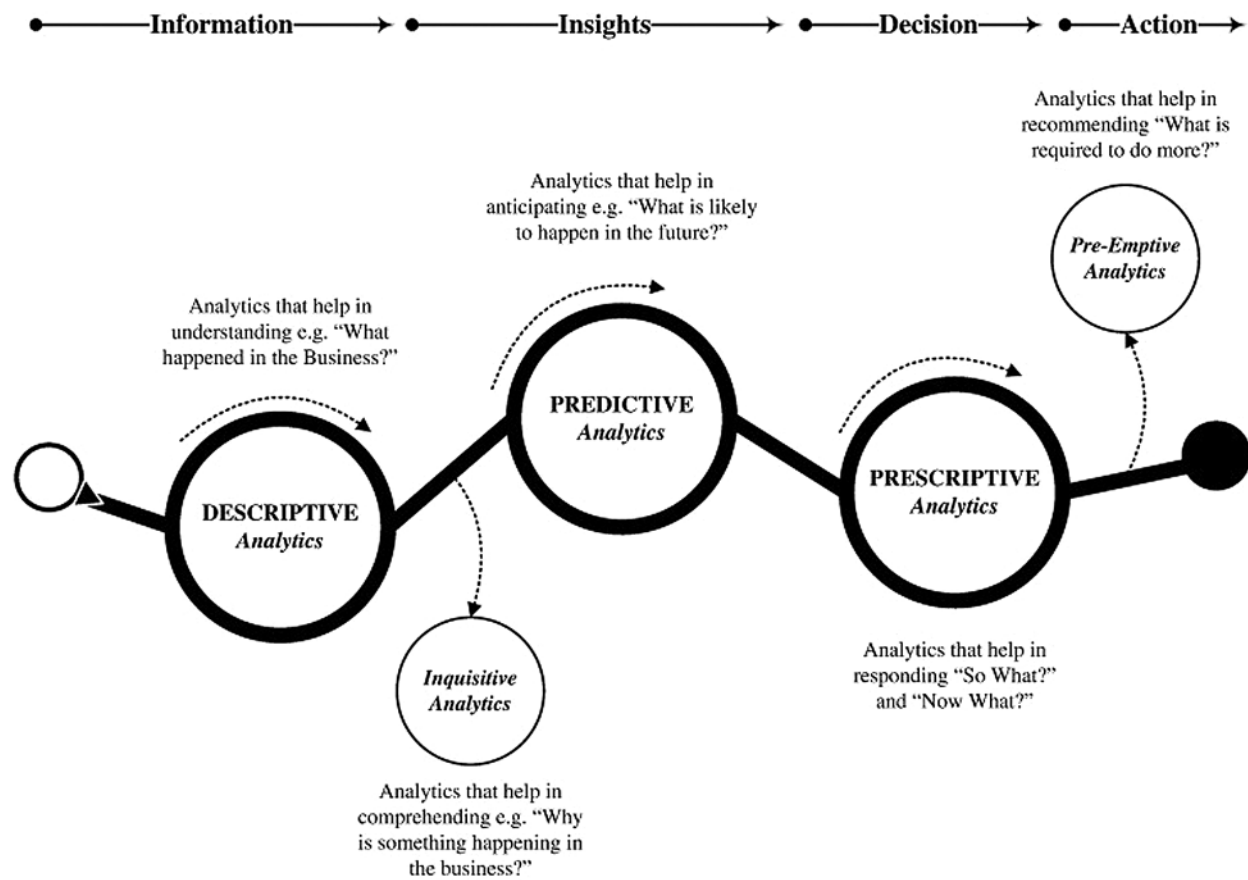 Information
Insights
Decision
Action
Analytics that help in
recommending “What is
required to do more?”
Pre-Emptive
Analytics
Analytics that help in
anticipating e.g. “What is likely
to happen in the future?”
Analytics that help in
understanding e.g. “What
happened in the Business?”
DESCRIPTIVE
Analytics
PREDICTIVE
Analytics
PRESCRIPTIVE
Analytics
Inquisitive
Analytics
Analytics that help in
comprehending e.g. “Why
is something happening in
the business?”
Analytics that help in
responding “So What?”
and “Now What?”